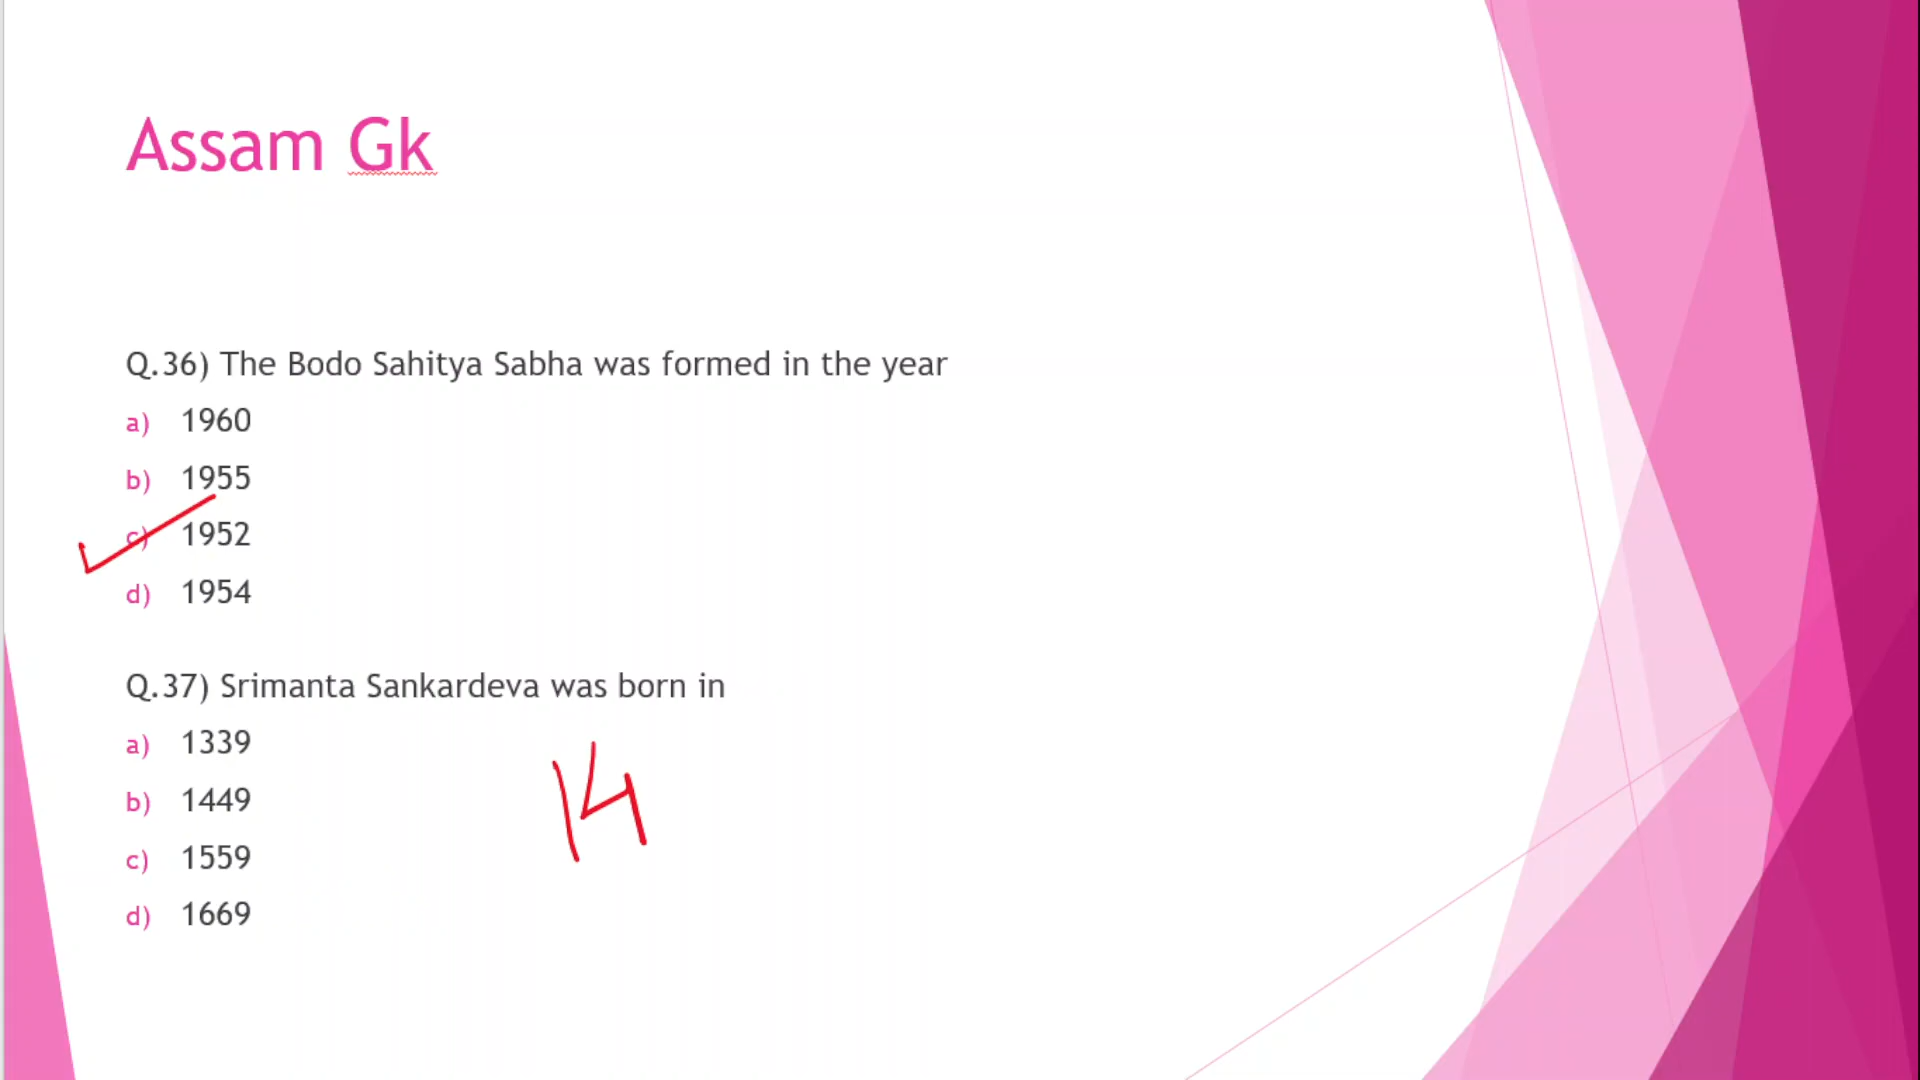 Assam Gk
Q.36) The Bodo Sahitya Sabha was formed in the year
a) 1960
b) 1955
c) 1952
d) 1954
Q.37) Srimanta Sankardeva was born in
a) 1339
14
b) 1449
c) 1559
d) 1669